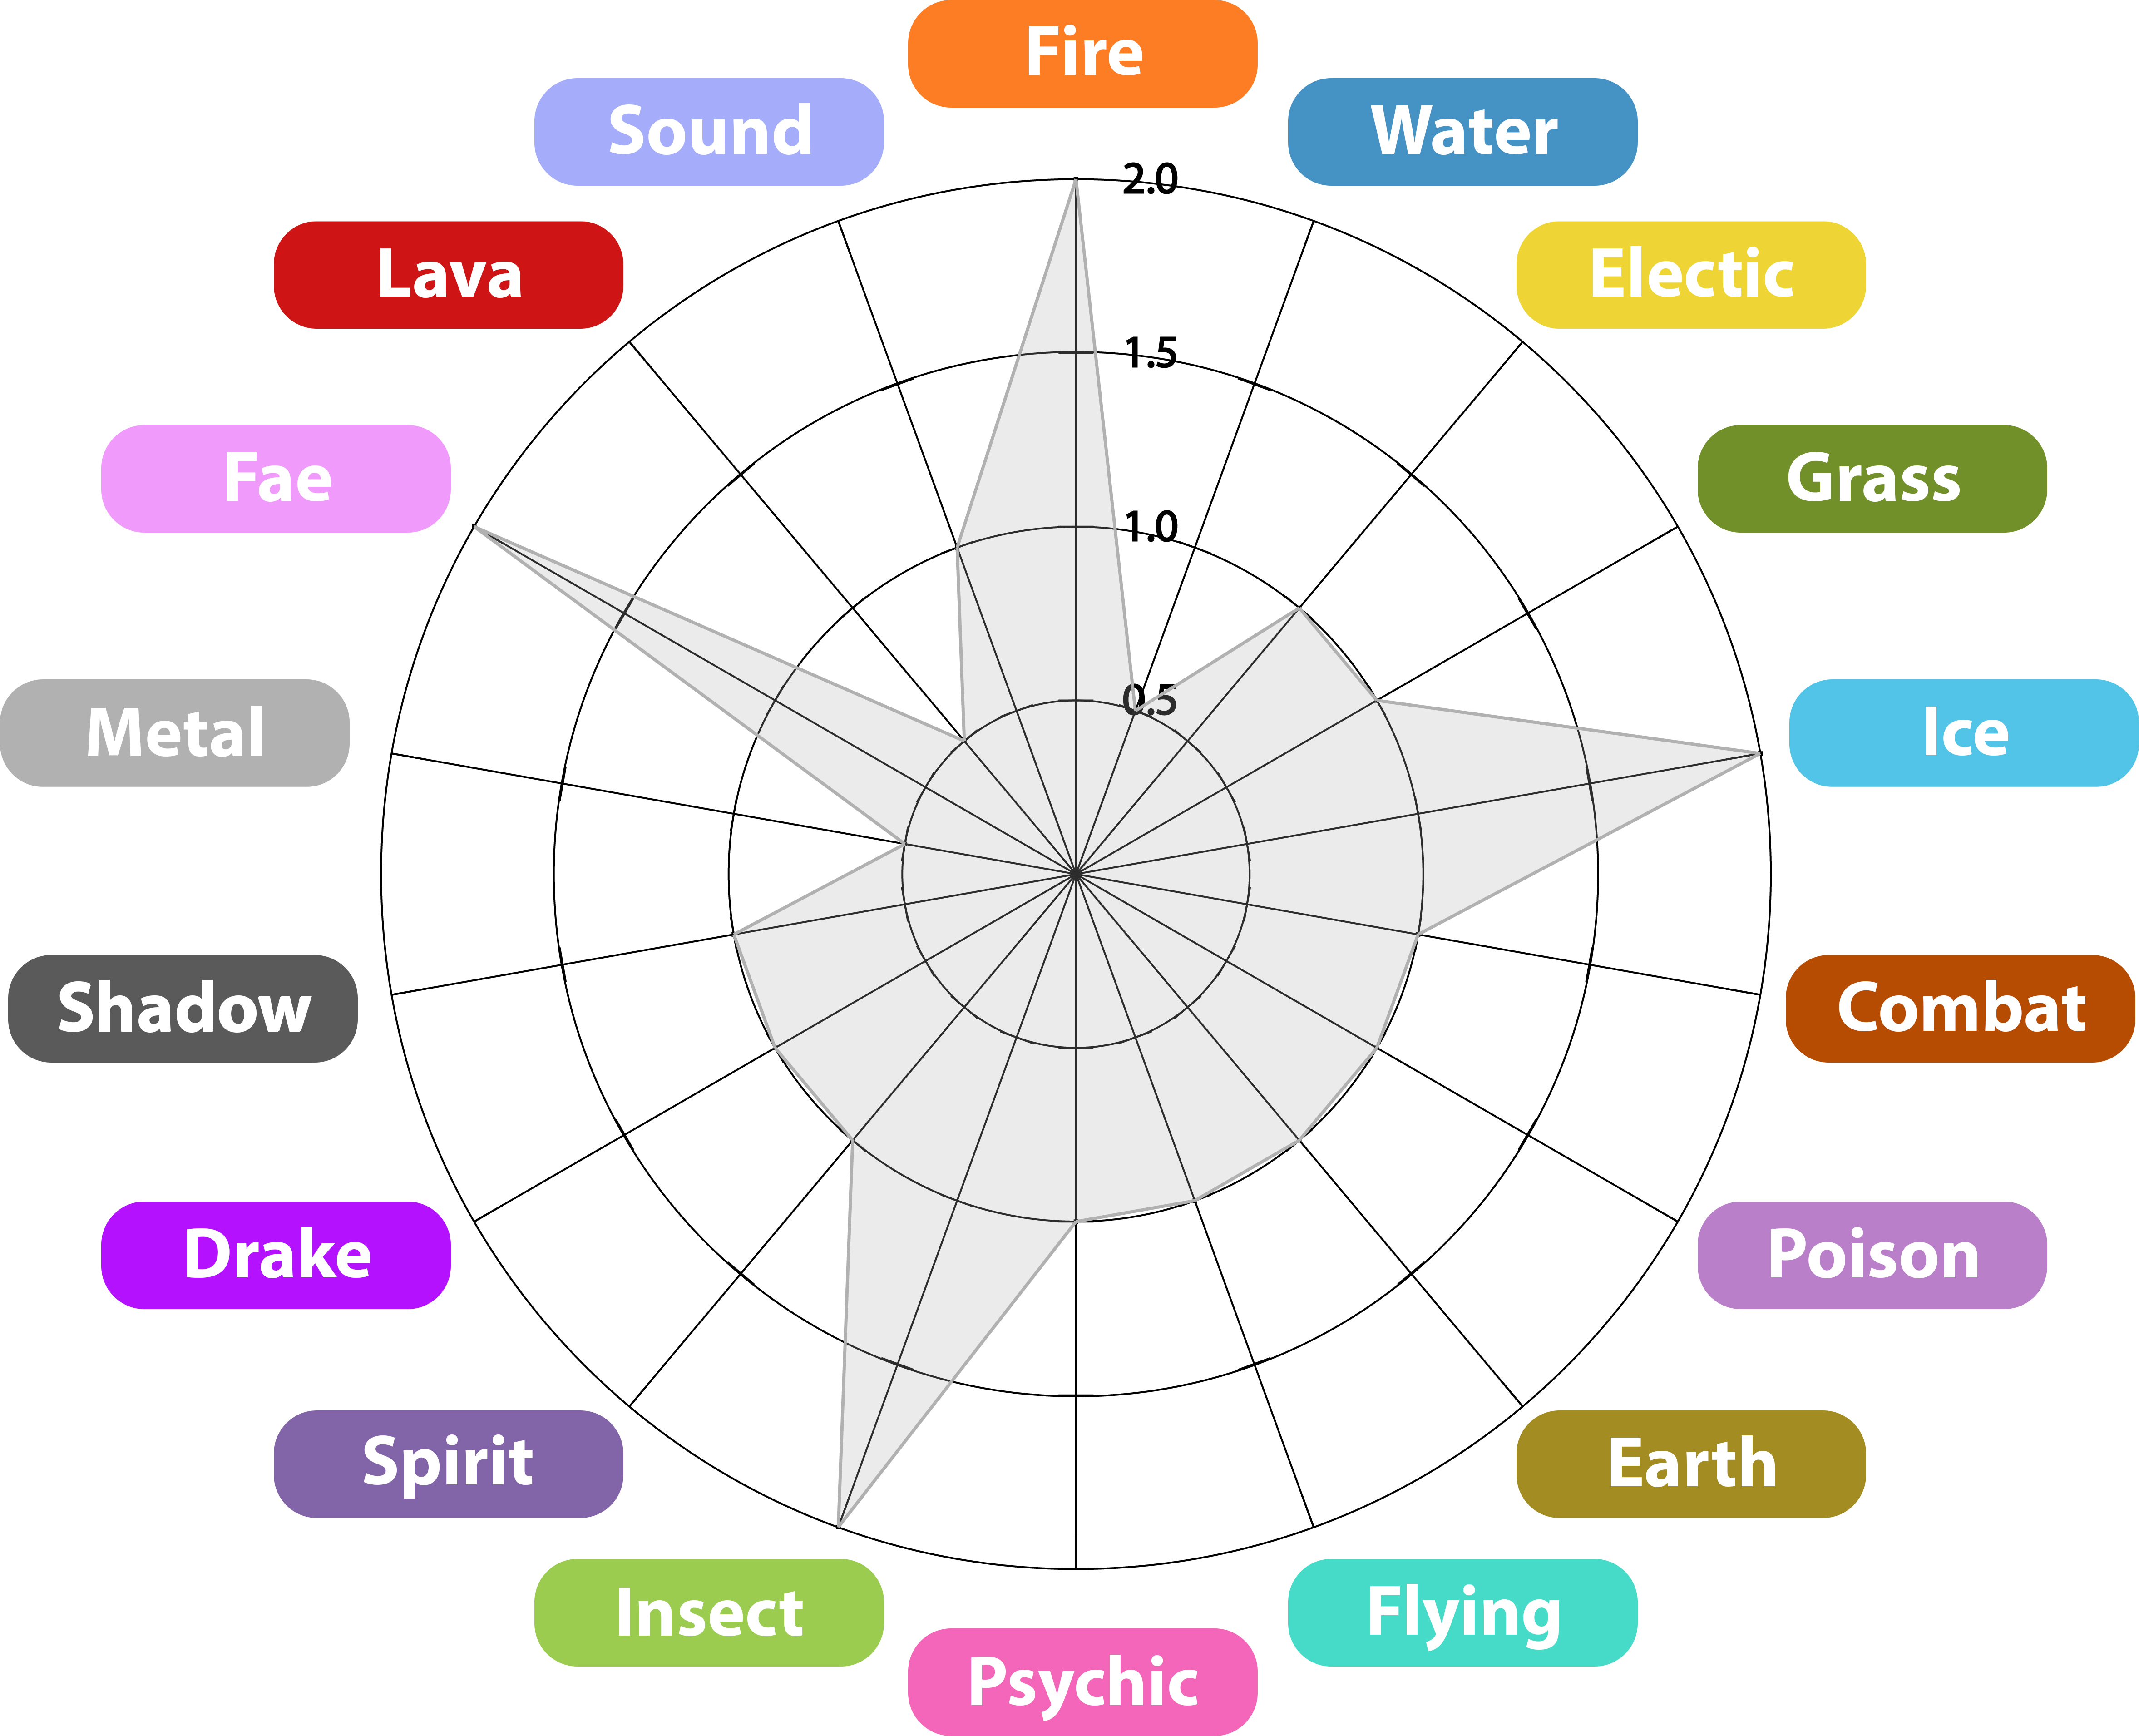 Fire
Sound
Water
2.0
Lava
Electic
1.5
Fae
Grass
1.0
Metal
0.5
Ice
Shadow
Combat
Drake
Poison
Spirit
Earth
Insect
Flying
Psychic